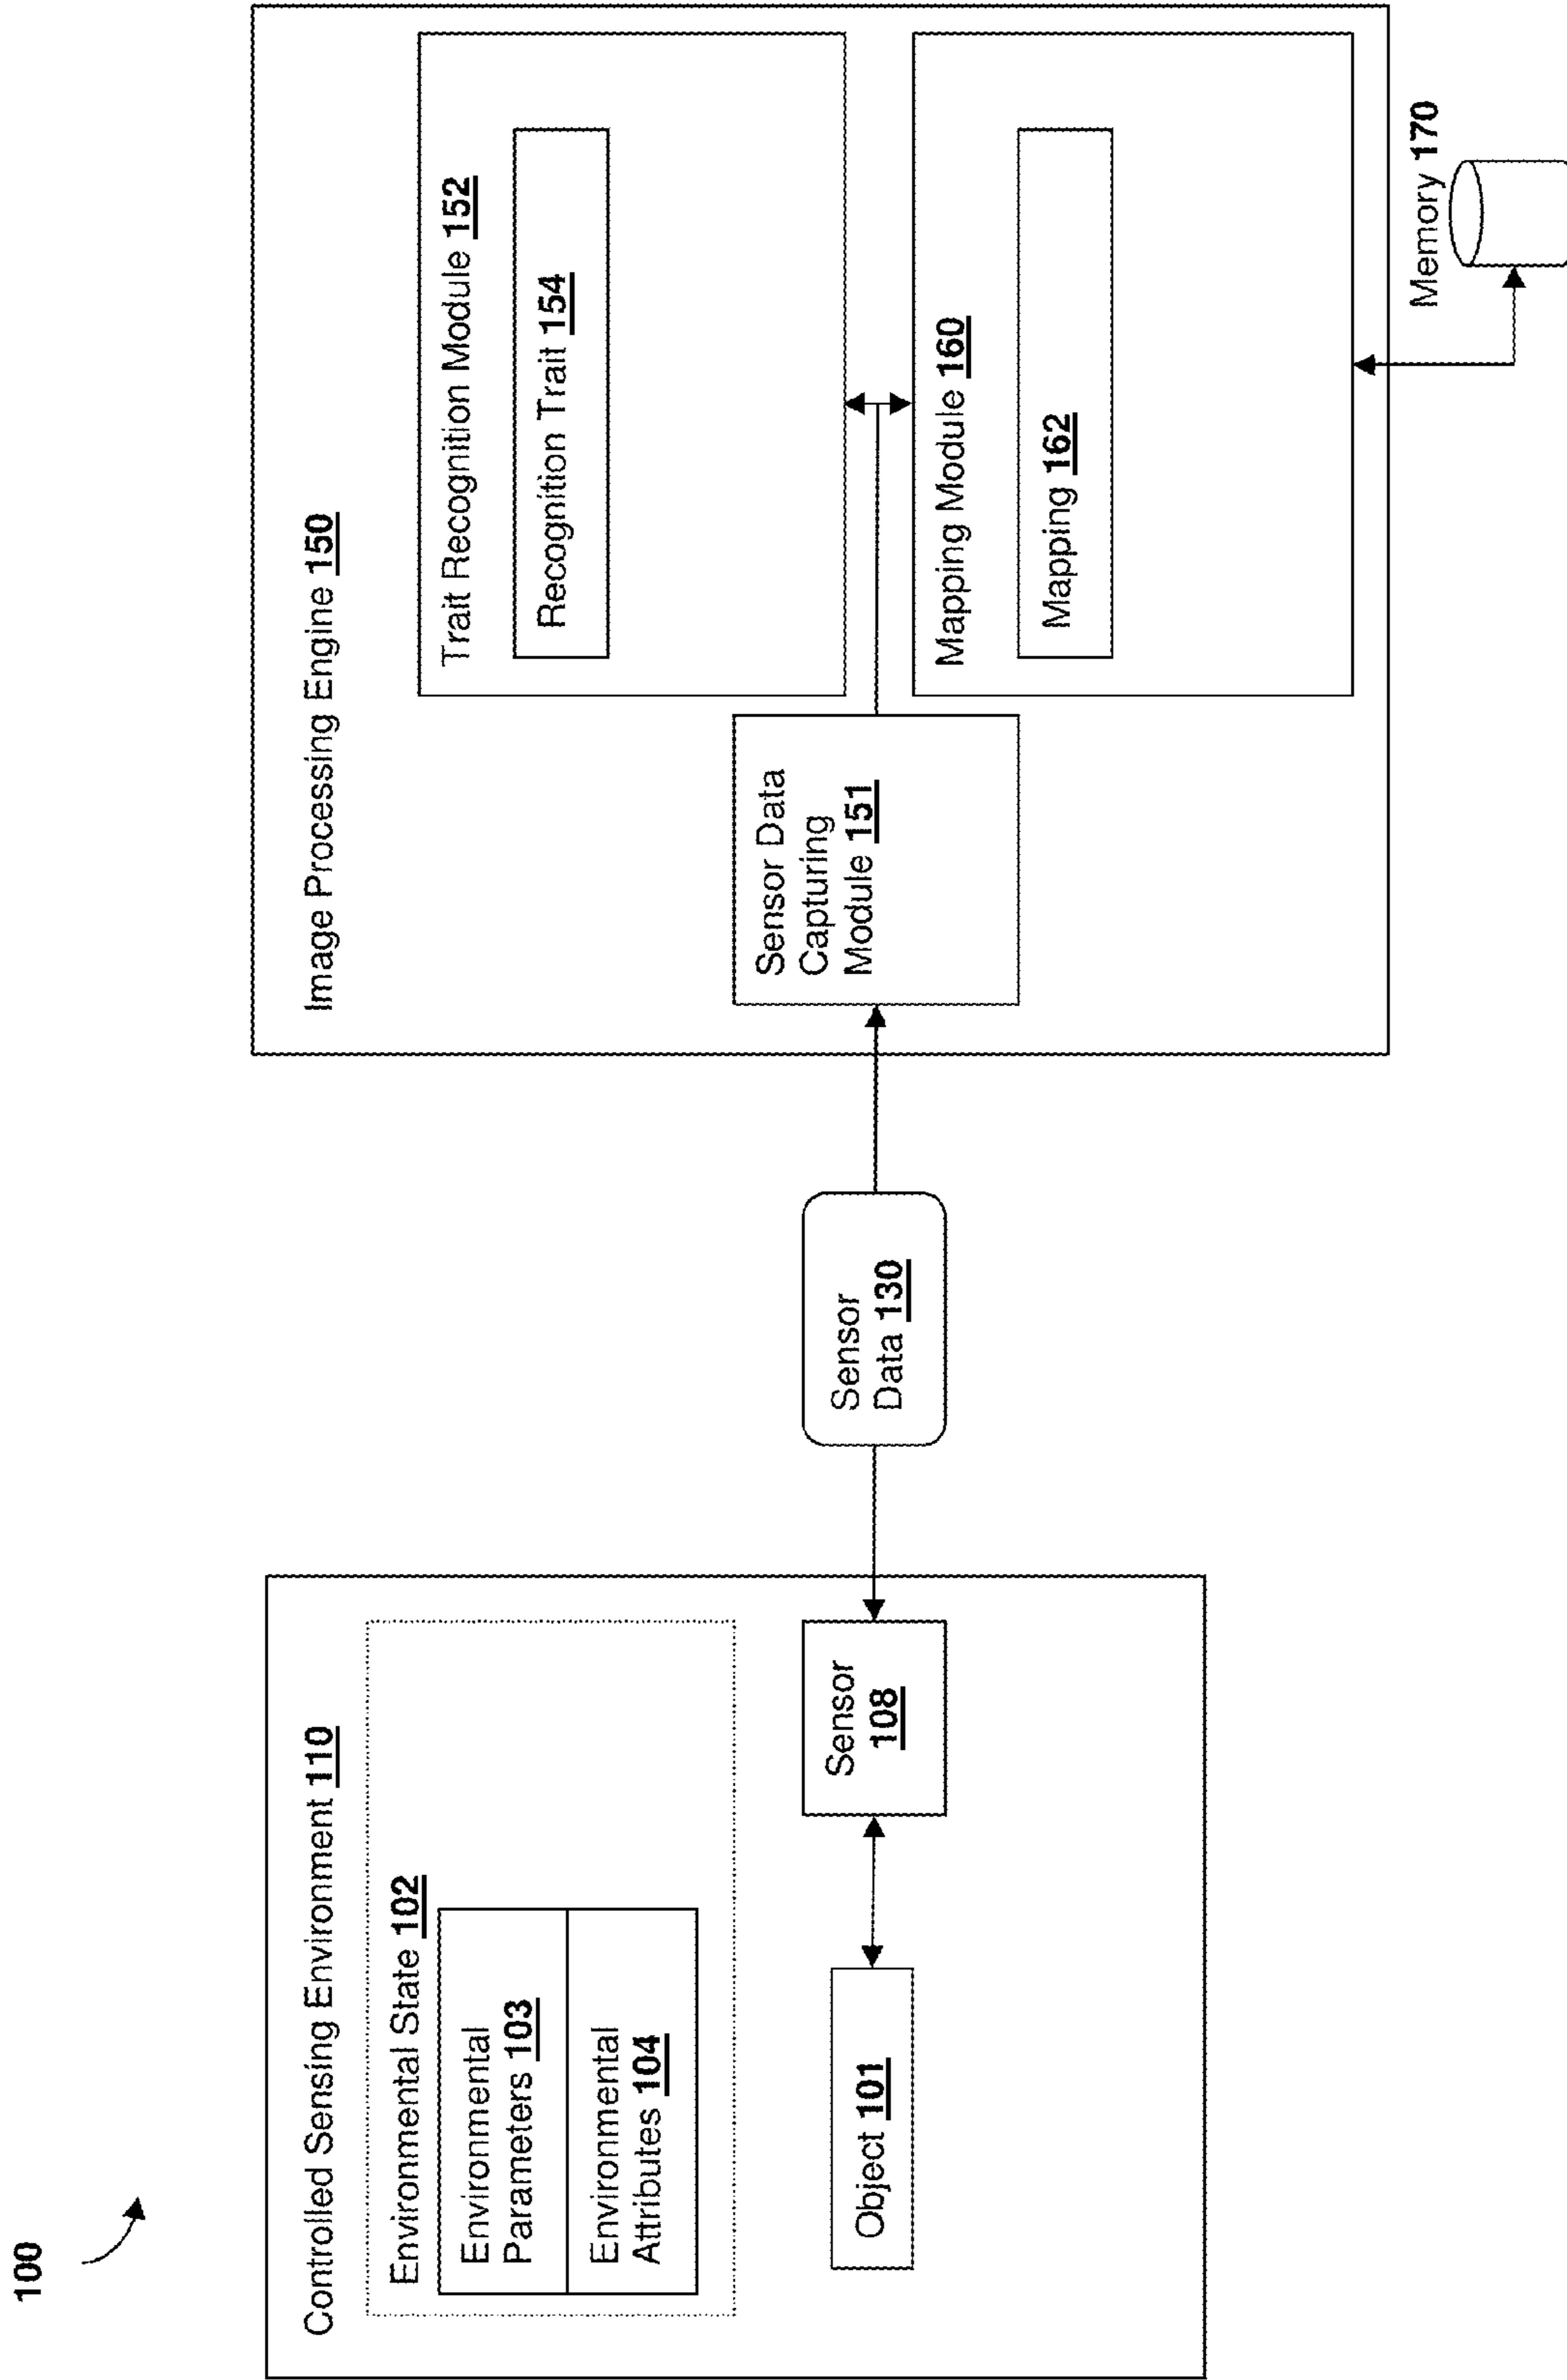 100
Controlled Sensing Environment 110
Environmental State 102
Environmental
Parameters 103
Environmental
Attributes 104
Object 101
Sensor
108
Sensor
Data 130
Image Processing Engine 150
Sensor Data
Capturing
Module 151
Trait Recognition Module 152
Recognition Trait 154
Mapping Module 160
Mapping 162
Memory 170